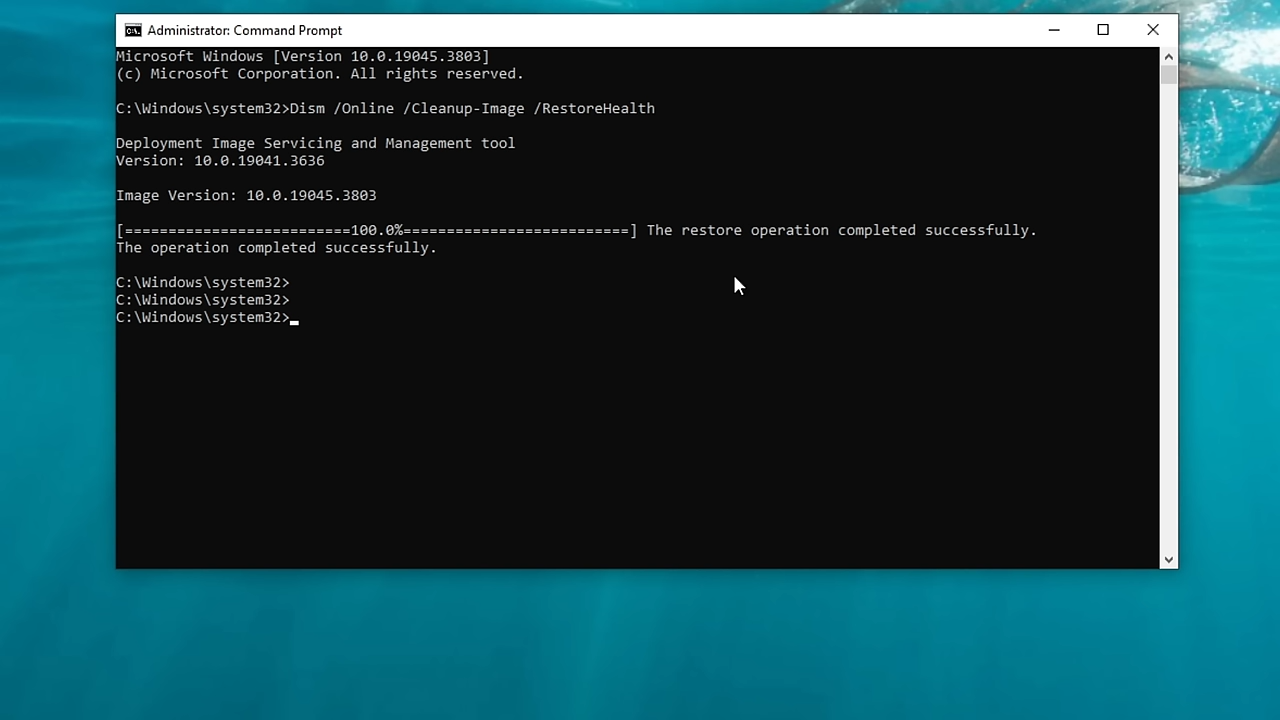 Administrator: Command Prompt
Microsoft Windows [Version 10.0.19045.3803]
(c) Microsoft Corporation. All rights reserved.
C:\Windows\system32>Dism /Online /Cleanup-Image /RestoreHealth
Deployment Image Servicing and Management tool
Version: 10.0.19041.3636
Image Version: 10.0.19045.3803
[==========================100.0%==========================] The restore operation completed successfully.
The operation completed successfully.
C:\Windows\system32>
C:\Windows\system32>
C:\Windows\system32>